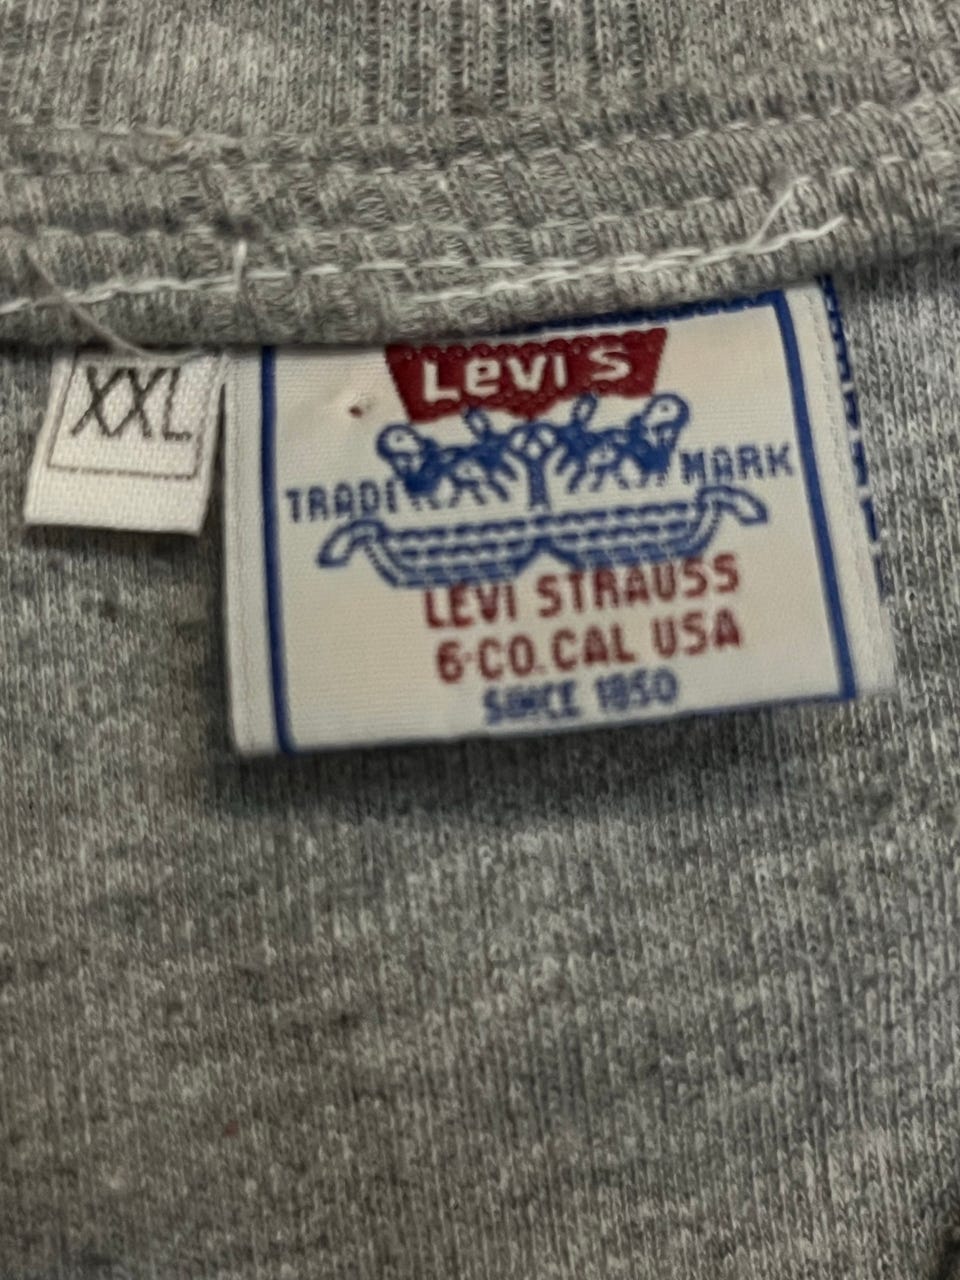 XXL
Levi's
TRADE MARK
LEVI STRAUSS
&·CO. CAL USA
SINCE 1850